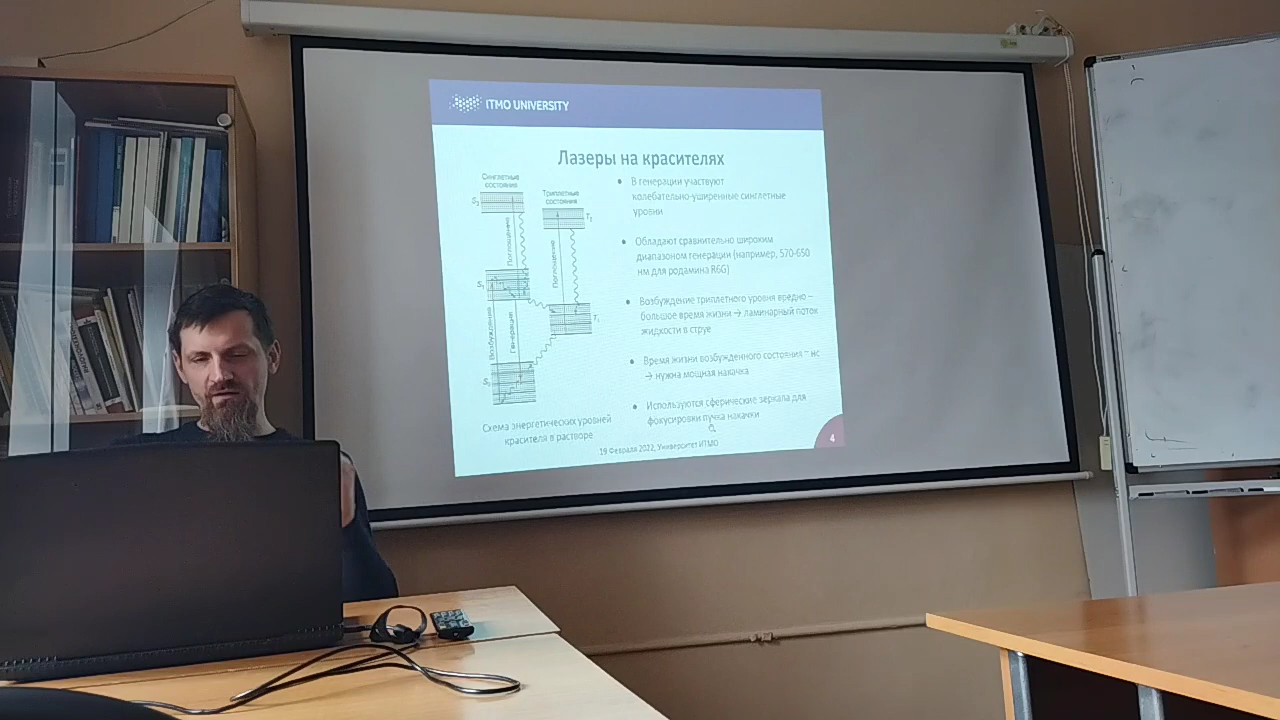 ITMO UNIVERSITY
Лазеры на красителях
Синглетные
состояния
Триплетные
состояния
S₂
T₂
Поглощение
Поглощение
S₁
T₁
Возбуждение
Генерация
S₀
Схема энергетических уровней
красителя в растворе
В генерации участвуют
колебательно-уширенные синглетные
уровни
Обладают сравнительно широким
диапазоном генерации (например, 570-650
нм для родамина R6G)
Возбуждение триплетного уровня вредно –
большое время жизни → ламинарный поток
жидкости в струе
Время жизни возбужденного состояния ~ нс
→ нужна мощная накачка
Используются сферические зеркала для
фокусировки пучка накачки
19 Февраля 2022, Университет ИТМО
4